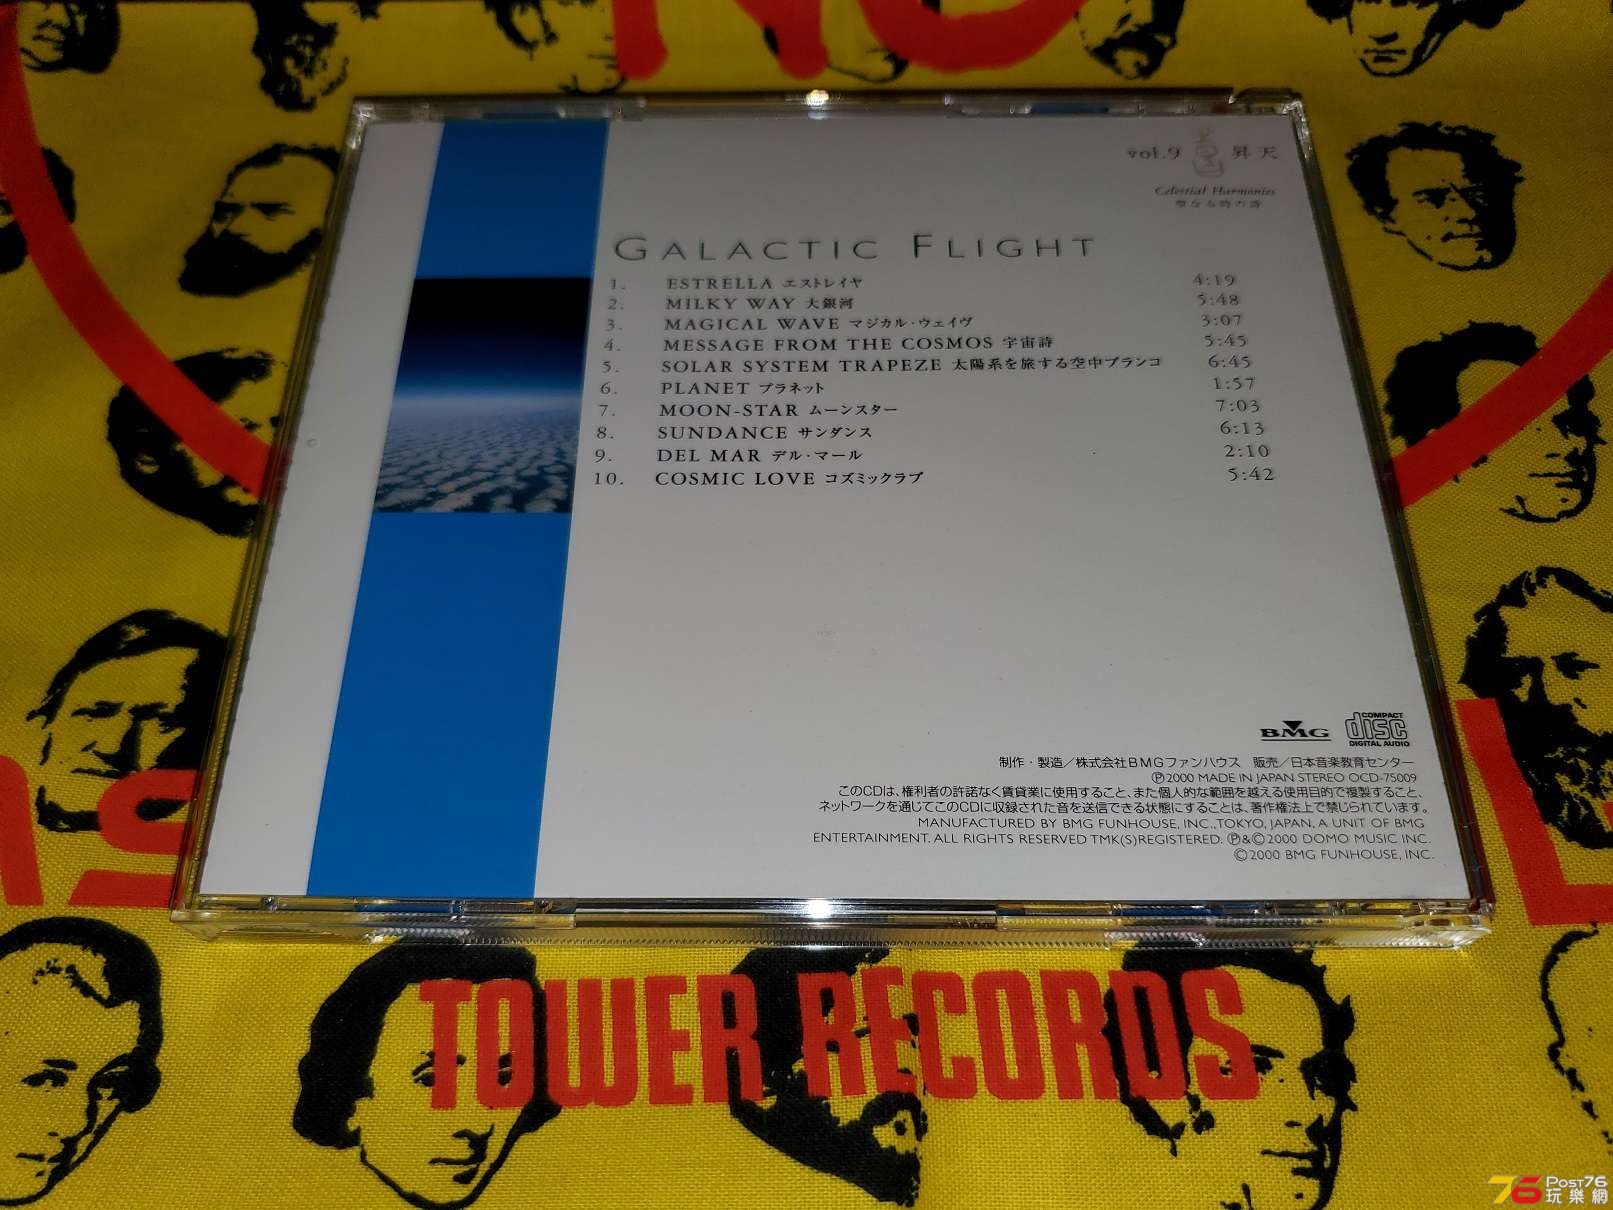 vol.9 昇天
Celestial Harmonies
聖なる時の詩
GALACTIC FLIGHT
1. ESTRELLA エストレイヤ 4:19
2. MILKY WAY 大銀河 5:48
3. MAGICAL WAVE マジカル・ウェイヴ 3:07
4. MESSAGE FROM THE COSMOS 宇宙詩 5:45
5. SOLAR SYSTEM TRAPEZE 太陽系を旅する空中ブランコ 6:45
6. PLANET プラネット 1:57
7. MOON-STAR ムーンスター 7:03
8. SUNDANCE サンダンス 6:13
9. DEL MAR デル・マール 2:10
10. COSMIC LOVE コズミックラブ 5:42
BMG COMPACT disc DIGITAL AUDIO
制作・製造／株式会社BMGファンハウス 販売／日本音楽教育センター
Ⓟ2000 MADE IN JAPAN STEREO OCD-75009
このCDは、権利者の許諾なく賃貸業に使用すること、また個人的な範囲を越える使用目的で複製すること、
ネットワークを通じてこのCDに収録された音を送信できる状態にすることは、著作権法上で禁じられています。
MANUFACTURED BY BMG FUNHOUSE, INC.,TOKYO, JAPAN. A UNIT OF BMG
ENTERTAINMENT. ALL RIGHTS RESERVED TMK(S)REGISTERED. Ⓟ&©2000 DOMO MUSIC INC.
©2000 BMG FUNHOUSE, INC.
TOWER RECORDS
76 POST76
玩樂網